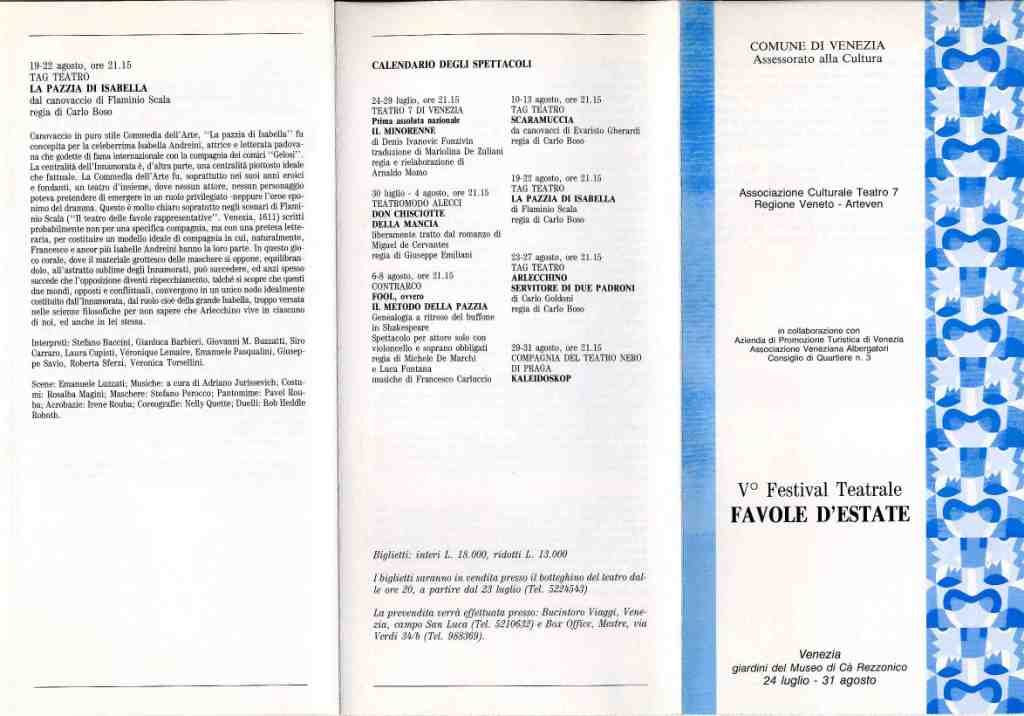 19-22 agosto, ore 21.15
TAG TEATRO
LA PAZZIA DI ISABELLA
dal canovaccio di Flaminio Scala
regia di Carlo Boso
Canovaccio in puro stile Commedia dell'Arte, "La pazzia di Isabella" fu
concepita per la celeberrima Isabella Andreini, attrice e letterata padova-
na che godette di fama internazionale con la compagnia dei comici "Gelosi".
La centralità dell'Innamorata è, d'altra parte, una centralità piuttosto ideale
che fattuale. La Commedia dell'Arte fu, soprattutto nei suoi anni eroici
e fondanti, un teatro d'insieme, dove nessun attore, nessun personaggio
poteva pretendere di emergere in un ruolo privilegiato -neppure l'eroe epo-
nimo del dramma. Questo è molto chiaro sopratotto negli scenari di Flami-
nio Scala ("Il teatro delle favole rappresentative". Venezia, 1611) scritti
probabilmente non per una specifica compagnia, ma con una pretesa lette-
raria, per costituire un modello ideale di compagnia in cui, naturalmente,
Francesco e ancor più Isabelle Andreini hanno la loro parte. In questo gio-
co corale, dove il materiale grottesco delle maschere si oppone, equilibran-
dolo, all'astratto sublime degli Innamorati, può succedere, ed anzi spesso
succede che l'opposizione diventi rispecchiamento, talché si scopre che questi
due mondi, opposti e conflittuali, convergono in un unico nodo idealmente
costituito dall'Innamorata, dal ruolo cioè della grande Isabella, troppo versata
nelle scienze filosofiche per non sapere che Arlecchino vive in ciascuno
di noi, ed anche in lei stessa.
Interpreti: Stefano Baccini, Gianluca Barbieri, Giovanni M. Buzzatti, Siro
Carraro, Laura Cupisti, Véronique Lemaire, Emanuele Pasqualini, Giusep-
pe Savio, Roberta Sferzi, Veronica Torsellini.
Scene: Emanuele Luzzati; Musiche: a cura di Adriano Jurissevich, Costu-
mi: Rosalba Magini; Maschere: Stefano Perocco; Pantomime: Pavel Rou-
ba; Acrobazie: Irene Rouba; Coreografie: Nelly Quette; Duelli: Bob Heddle
Roboth.
CALENDARIO DEGLI SPETTACOLI
24-29 luglio, ore 21.15
TEATRO 7 DI VENEZIA
Prima assoluta nazionale
IL MINORENNE
di Denis Ivanovic Fonzivin
traduzione di Mariolina De Zuliani
regia e rielaborazione di
Arnaldo Momo
30 luglio - 4 agosto, ore 21.15
TEATROMODO ALECCI
DON CHISCIOTTE
DELLA MANCIA
liberamente tratto dal romanzo di
Miguel de Cervantes
regia di Giuseppe Emiliani
6-8 agosto, ore 21.15
CONTRARCO
FOOL, ovvero
IL METODO DELLA PAZZIA
Genealogia a ritroso del buffone
in Shakespeare
Spettacolo per attore solo con
violoncello e soprano obbligati
regia di Michele De Marchi
e Luca Fontana
musiche di Francesco Carluccio
10-13 agosto, ore 21.15
TAG TEATRO
SCARAMUCCIA
da canovacci di Evaristo Gherardi
regia di Carlo Boso
19-22 agosto, ore 21.15
TAG TEATRO
LA PAZZIA DI ISABELLA
di Flaminio Scala
regia di Carlo Boso
23-27 agosto, ore 21.15
TAG TEATRO
ARLECCHINO
SERVITORE DI DUE PADRONI
di Carlo Goldoni
regia di Carlo Boso
29-31 agosto, ore 21.15
COMPAGNIA DEL TEATRO NERO
DI PRAGA
KALEIDOSKOP
Biglietti: interi L. 18.000, ridotti L. 13.000
I biglietti saranno in vendita presso il botteghino del teatro dal-
le ore 20, a partire dal 23 luglio (Tel. 5224543)
La prevendita verrà effettuata presso: Bucintoro Viaggi, Vene-
zia, campo San Luca (Tel. 5210632) e Box Office, Mestre, via
Verdi 34/b (Tel. 988369).
COMUNE DI VENEZIA
Assessorato alla Cultura
Associazione Culturale Teatro 7
Regione Veneto - Arteven
in collaborazione con
Azienda di Promozione Turistica di Venezia
Associazione Veneziana Albergatori
Consiglio di Quartiere n. 3
V° Festival Teatrale
FAVOLE D'ESTATE
Venezia
giardini del Museo di Cà Rezzonico
24 luglio - 31 agosto